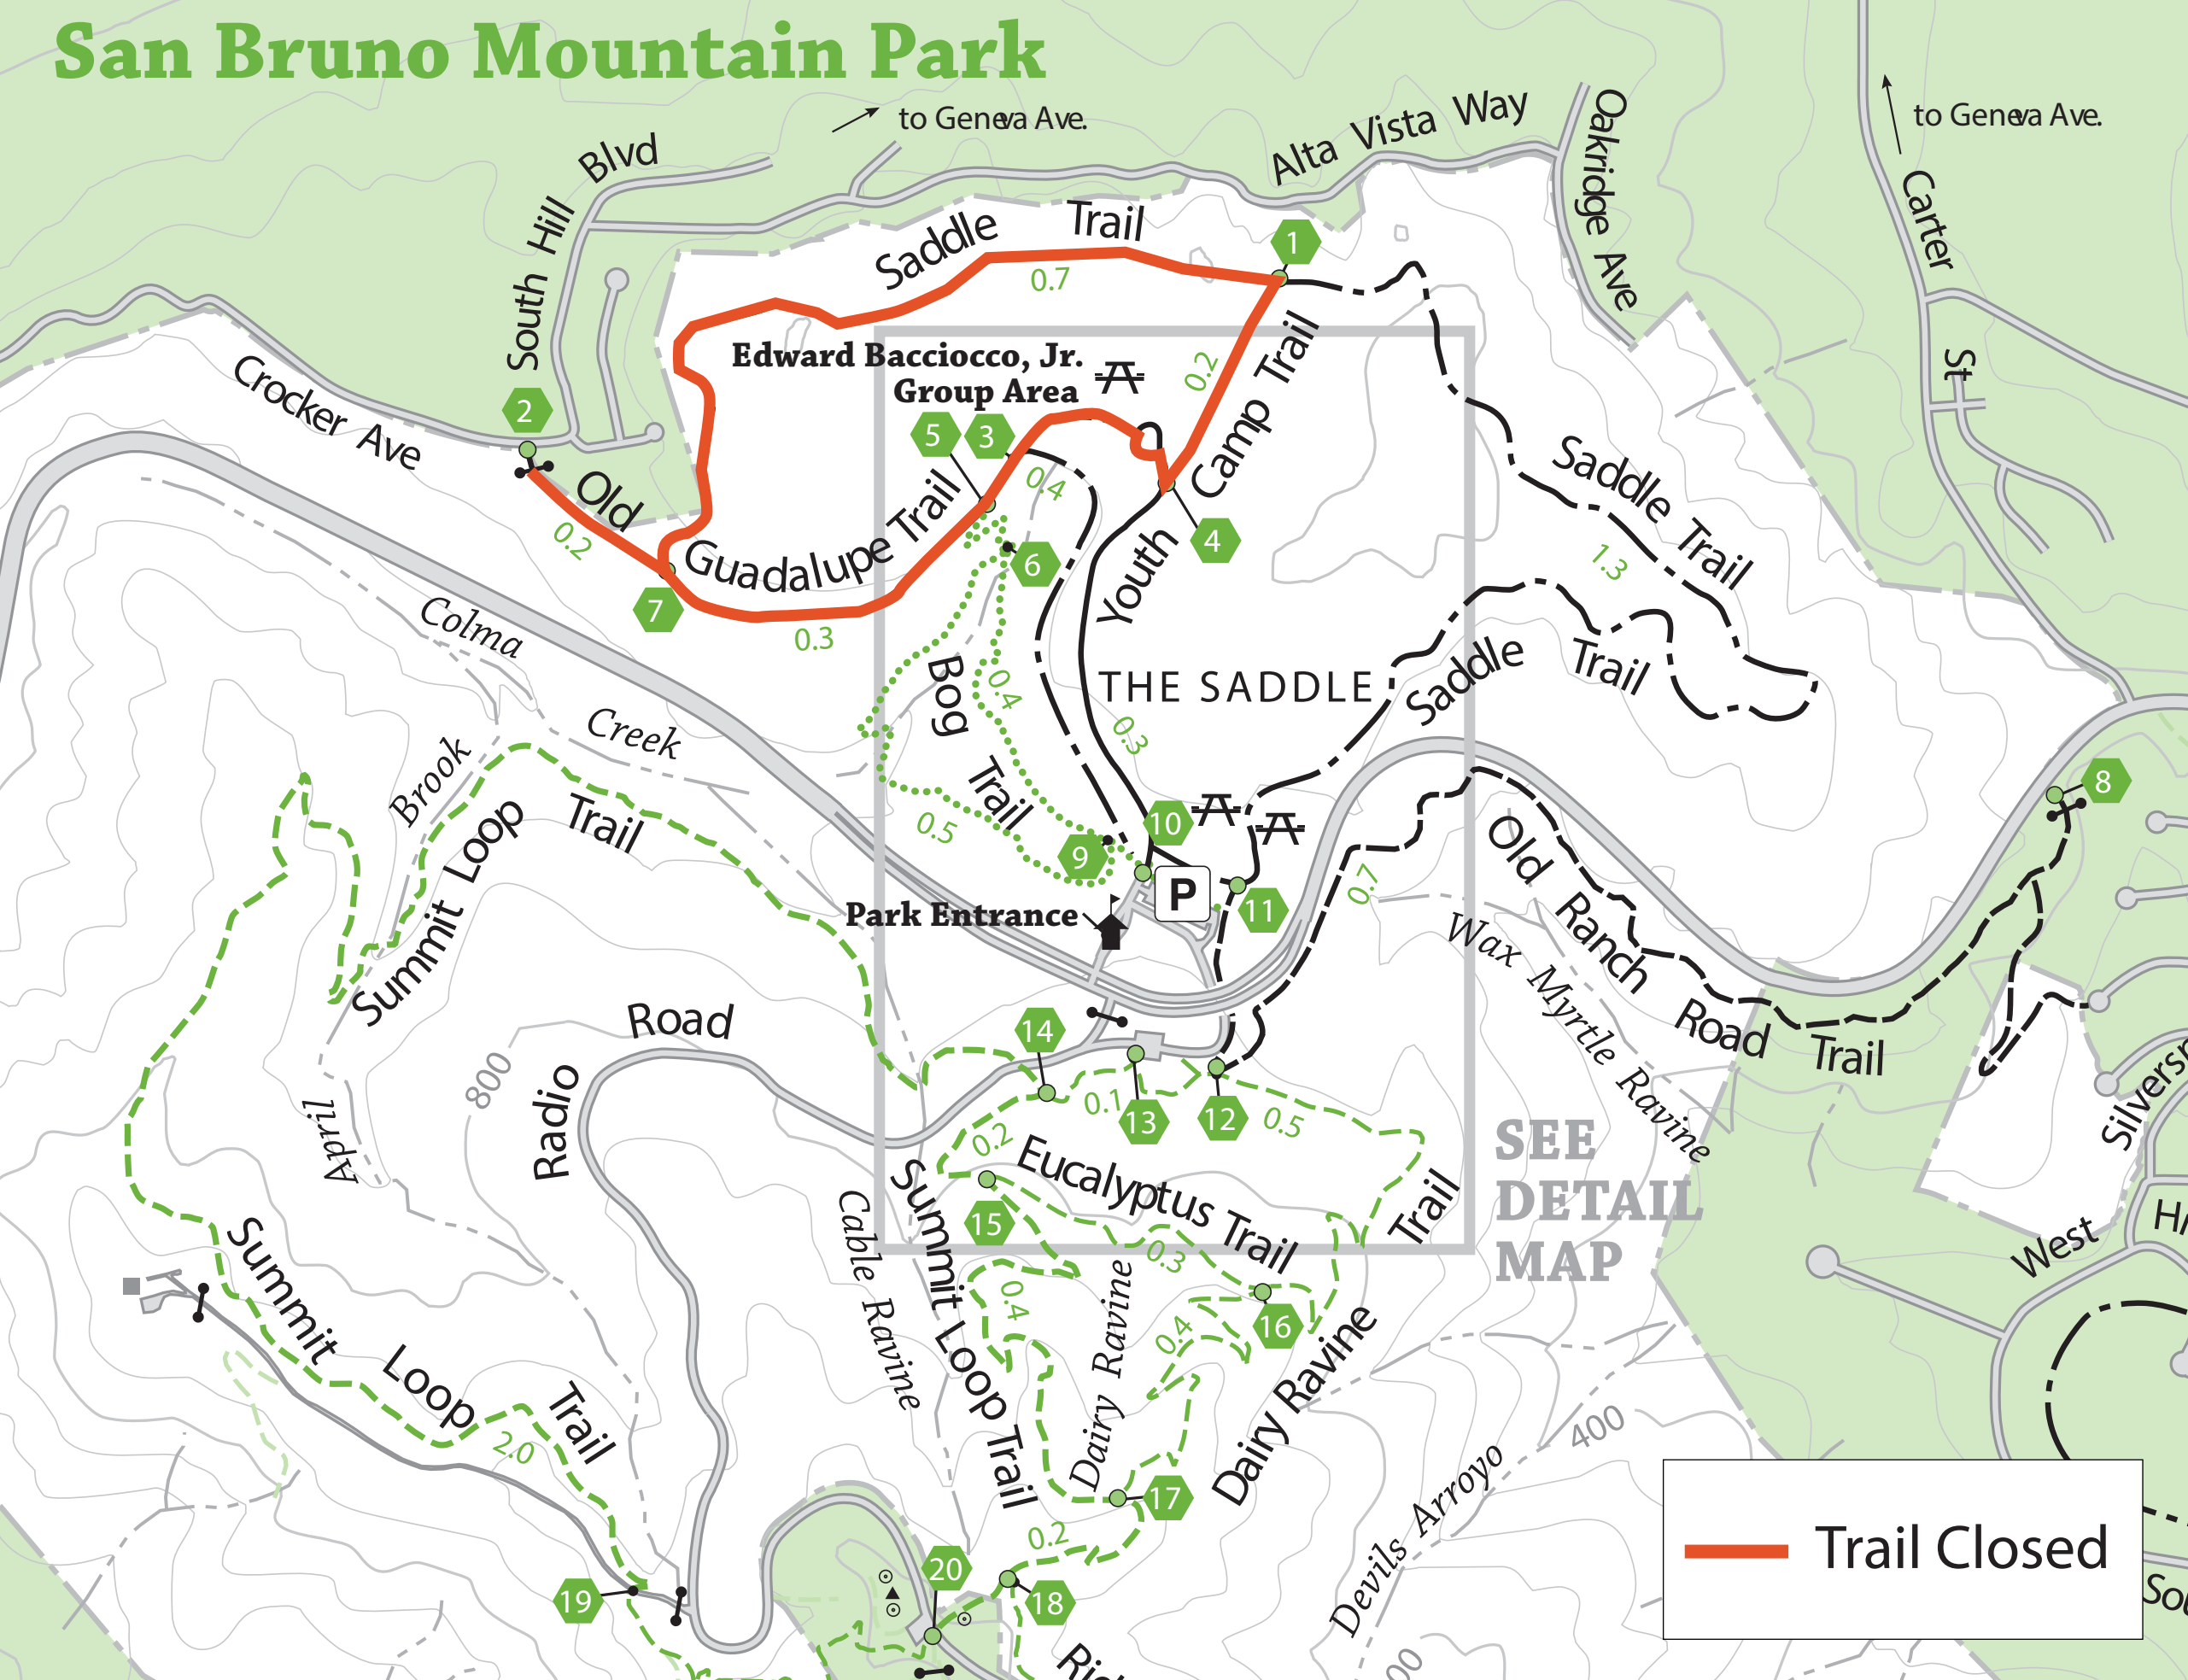 San Bruno Mountain Park
to Geneva Ave.
to Geneva Ave.
Alta Vista Way
Oakridge Ave
Carter
St
South Hill Blvd
Saddle Trail
0.7
1
Crocker Ave
2
Edward Bacciocco, Jr.
Group Area
0.2
Youth Camp Trail
5
3
0.4
4
Old Guadalupe Trail
0.2
6
7
0.3
Saddle Trail
1.3
Colma Creek
Bog Trail
0.4
0.5
THE SADDLE
0.3
Saddle Trail
8
Brook
April
Summit Loop Trail
10
9
P
11
0.7
Park Entrance
Old Ranch Road Trail
Wax Myrtle Ravine
Radio Road
800
14
0.1
13
12
0.5
0.2
Eucalyptus Trail
15
0.3
SEE
DETAIL
MAP
Silvers
West
Hi
Summit Loop Trail
2.0
Cable Ravine
Summit Loop Trail
0.4
Dairy Ravine
0.4
16
Dairy Ravine Trail
17
0.2
Devils Arroyo
400
19
20
18
Ri
00
Sou
Trail Closed